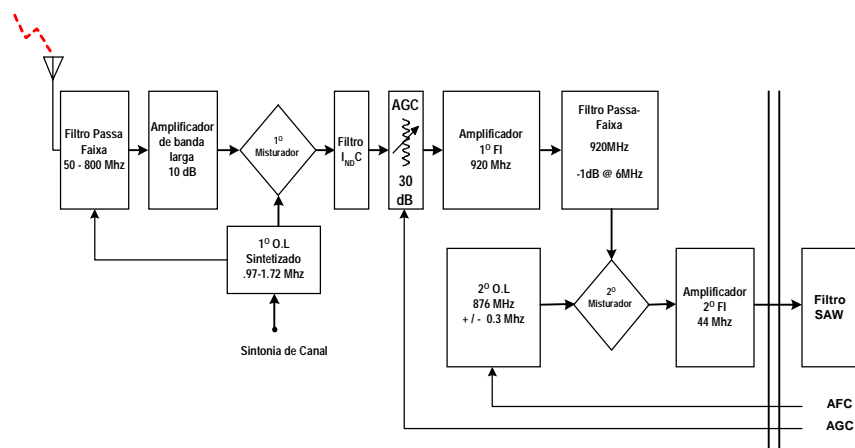 Filtro Passa
Faixa
50 - 800 Mhz
Amplificador
de banda
larga
10 dB
1º
Misturador
Filtro
INDC
AGC
30
dB
Amplificador
1º FI
920 Mhz
Filtro Passa-
Faixa
920MHz
-1dB @ 6MHz
1º O.L
Sintetizado
.97-1.72 Mhz
Sintonia de Canal
2º O.L
876 MHz
+ / - 0.3 Mhz
2º
Misturador
Amplificador
2º FI
44 Mhz
Filtro
SAW
AFC
AGC